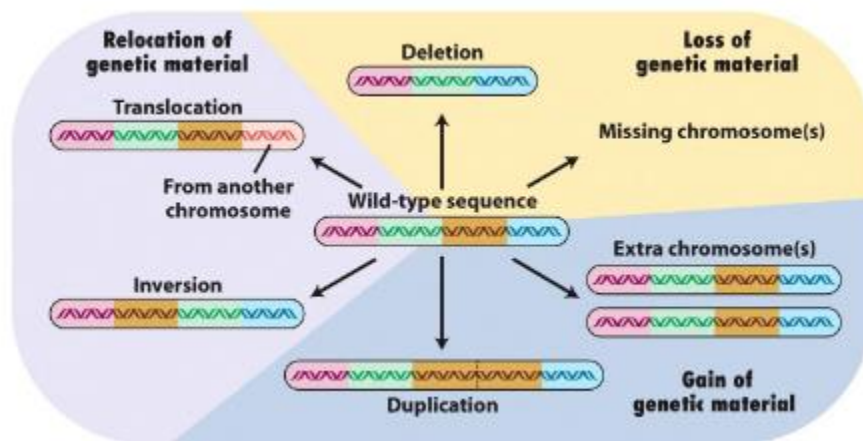 Relocation of
genetic material
Translocation
From another
chromosome
Inversion
Deletion
Loss of
genetic material
Missing chromosome(s)
Wild-type sequence
Extra chromosome(s)
Duplication
Gain of
genetic material